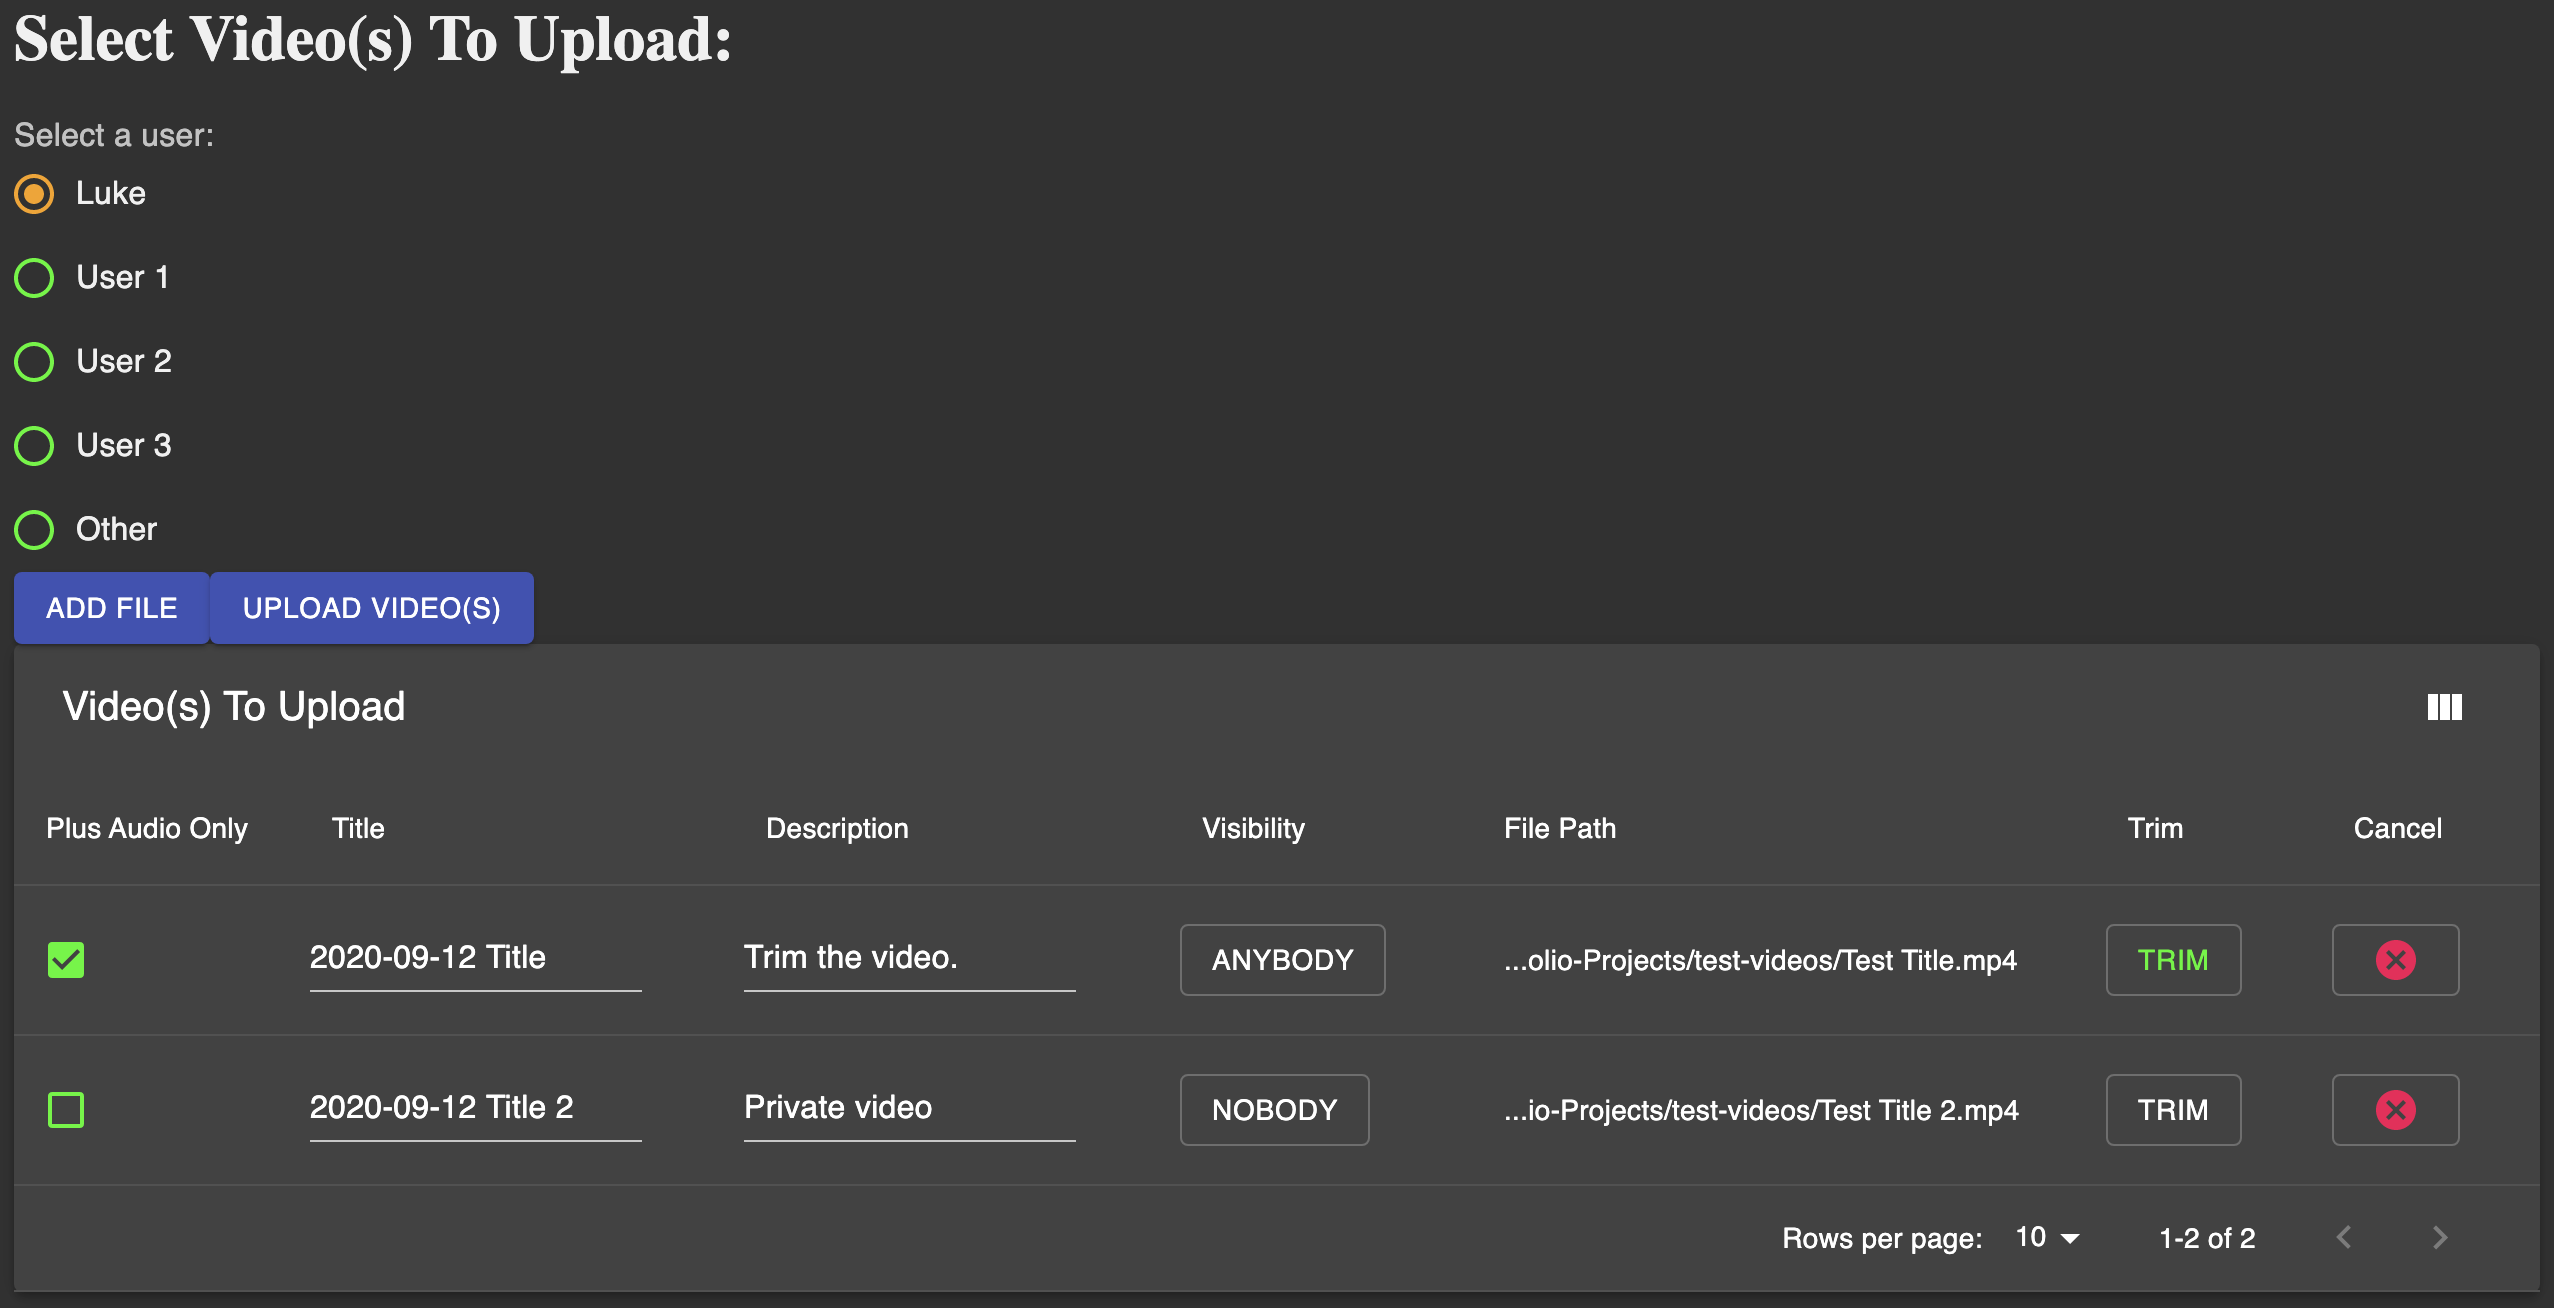 Select Video(s) To Upload:
Select a user:
Luke
User 1
User 2
User 3
Other
ADD FILE UPLOAD VIDEO(S)
Video(s) To Upload
Plus Audio Only Title Description Visibility File Path Trim Cancel
2020-09-12 Title Trim the video. ANYBODY ...olio-Projects/test-videos/Test Title.mp4 TRIM
2020-09-12 Title 2 Private video NOBODY ...io-Projects/test-videos/Test Title 2.mp4 TRIM
Rows per page: 10 1-2 of 2